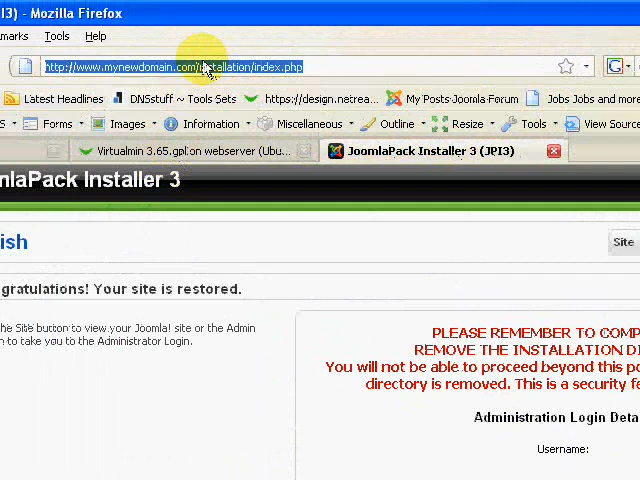 I3) - Mozilla Firefox
marks Tools Help
http://www.mynewdomain.com/installation/index.php
Latest Headlines DNSstuff ~ Tools Sets https://design.netrea... My Posts Joomla Forum Jobs Jobs and more
S Forms Images Information Miscellaneous Outline Resize Tools View Source
Virtualmin 3.65.gpl on webserver (Ubu... JoomlaPack Installer 3 (JPI3)
mlaPack Installer 3
ish
Site
gratulations! Your site is restored.
he Site button to view your Joomla! site or the Admin
n to take you to the Administrator Login.
PLEASE REMEMBER TO COMP
REMOVE THE INSTALLATION DI
You will not be able to proceed beyond this po
directory is removed. This is a security fe
Administration Login Deta
Username: